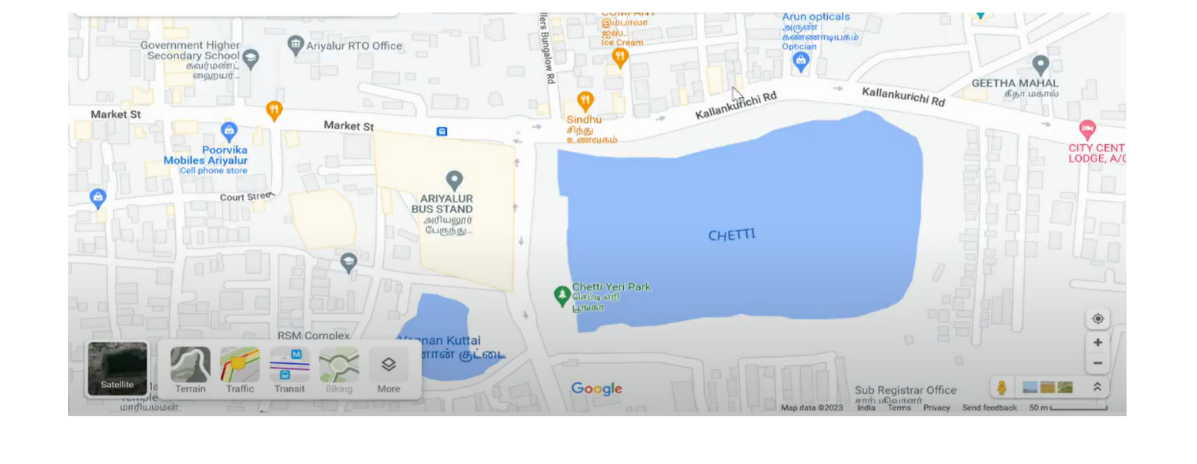 COMPANY
இம்பாலா
ஐஸ்..
Ice Cream
Arun opticals
அருண்
கண்ணாடியகம்
Optician
Government Higher
Secondary School
கவர்மண்ட்
ஹையர்...
Ariyalur RTO Office
llers Bungalow Rd
GEETHA MAHAL
கீதா மகால்
Kallankurichi Rd
Kallankurichi Rd
Market St
Market St
Sindhu
சிந்து
உணவகம்
Poorvika
Mobiles Ariyalur
Cell phone store
CITY CENT
LODGE, A/C
Court Street
ARIYALUR
BUS STAND
அரியலூர்
பேருந்து...
CHETTI
Chetti Yeri Park
செட்டி ஏரி
பூங்கா
RSM Complex
nan Kuttai
னான் குட்டை
Satellite
Terrain
Traffic
Transit
Biking
More
மாரியம்மன்
Google
Sub Registrar Office
Map data ©2023
India
Terms
Privacy
Send feedback
50 m